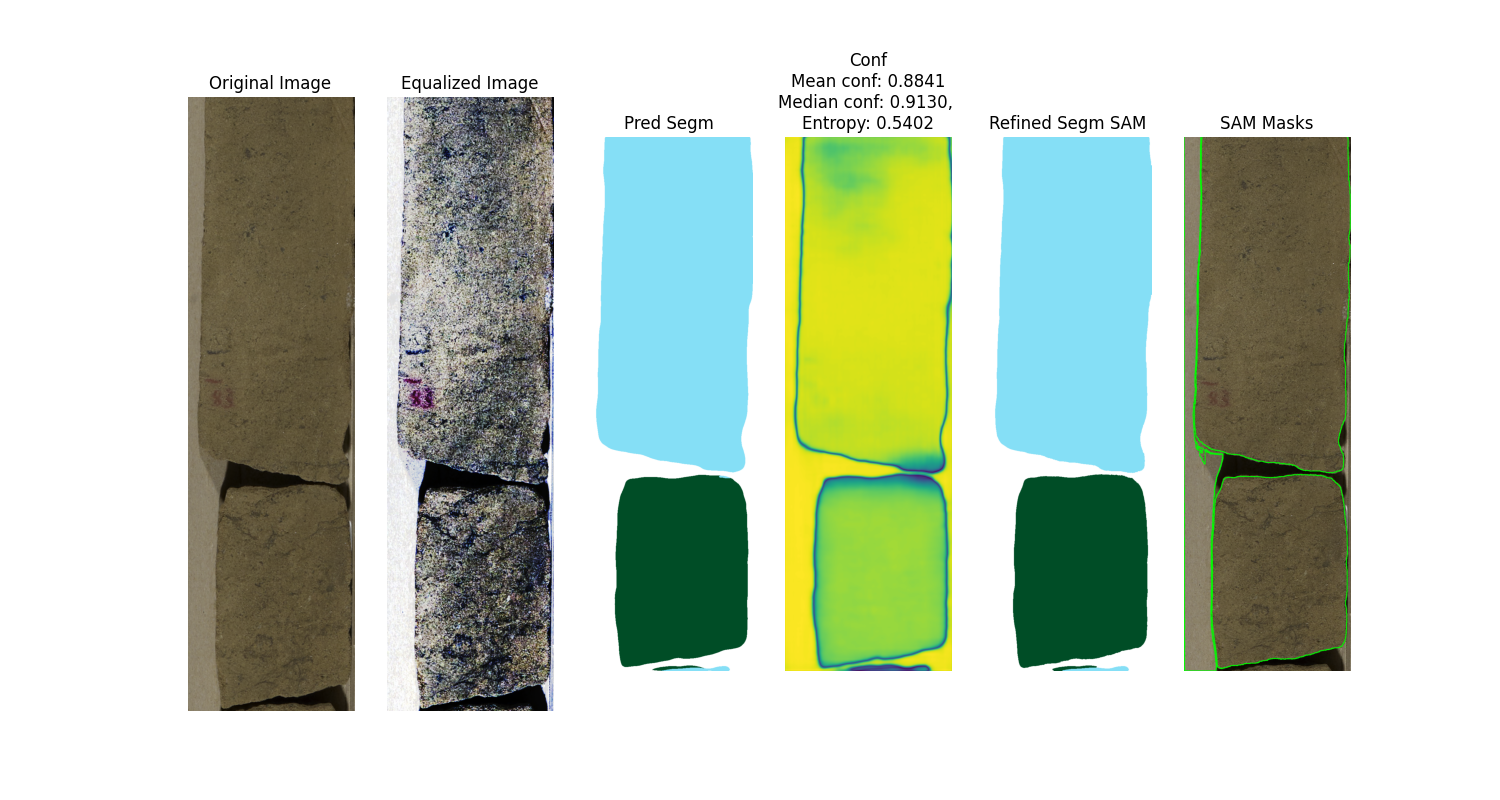 Original Image
Equalized Image
Pred Segm
Conf
Mean conf: 0.8841
Median conf: 0.9130,
Entropy: 0.5402
Refined Segm SAM
SAM Masks